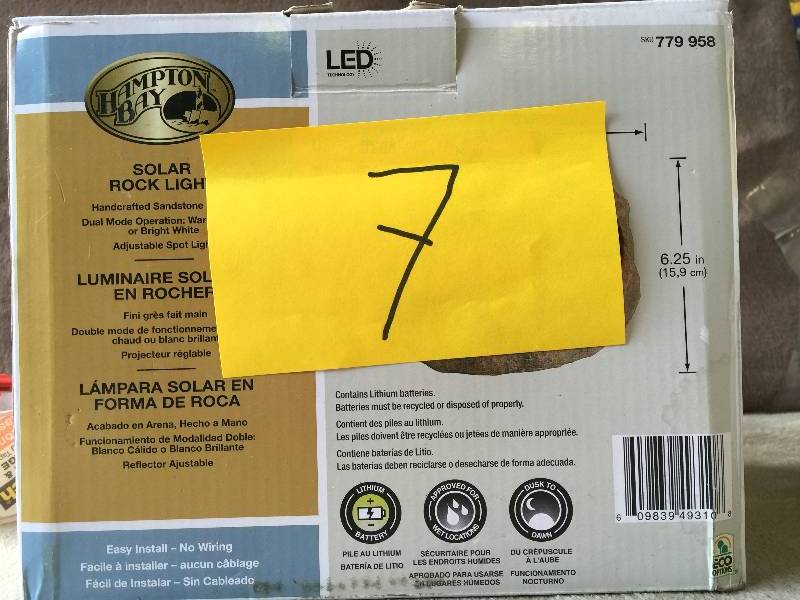 HAMPTON
BAY
SOLAR
ROCK LIGH
Handcrafted Sandstone
Dual Mode Operation: War
or Bright White
Adjustable Spot Ligh
LUMINAIRE SOL
EN ROCHER
Fini grès fait main
Double mode de fonctionneme
chaud ou blanc brillan
Projecteur réglable
LÁMPARA SOLAR EN
FORMA DE ROCA
Acabado en Arena, Hecho a Mano
Funcionamiento de Modalidad Doble:
Blanco Cálido o Blanco Brillante
Reflector Ajustable
Easy Install – No Wiring
Facile à installer – aucun câblage
Fácil de Instalar – Sin Cableado
LED
TECHNOLOGY
SKU 779 958
7
6.25 in
(15,9 cm)
Contains Lithium batteries.
Batteries must be recycled or disposed of properly.
Contient des piles au lithium.
Les piles doivent être recyclées ou jetées de manière appropriée.
Contiene baterías de Litio.
Las baterías deben reciclarse o desecharse de forma adecuada.
LITHIUM
BATTERY
PILE AU LITHIUM
BATERÍA DE LITIO
APPROVED FOR
WET LOCATIONS
SÉCURITAIRE POUR
LES ENDROITS HUMIDES
APROBADO PARA USARSE
EN LUGARES HÚMEDOS
DUSK TO
DAWN
DU CRÉPUSCULE
À L'AUBE
FUNCIONAMIENTO
NOCTURNO
6 09839 49310 8
ECO
OPTIONS